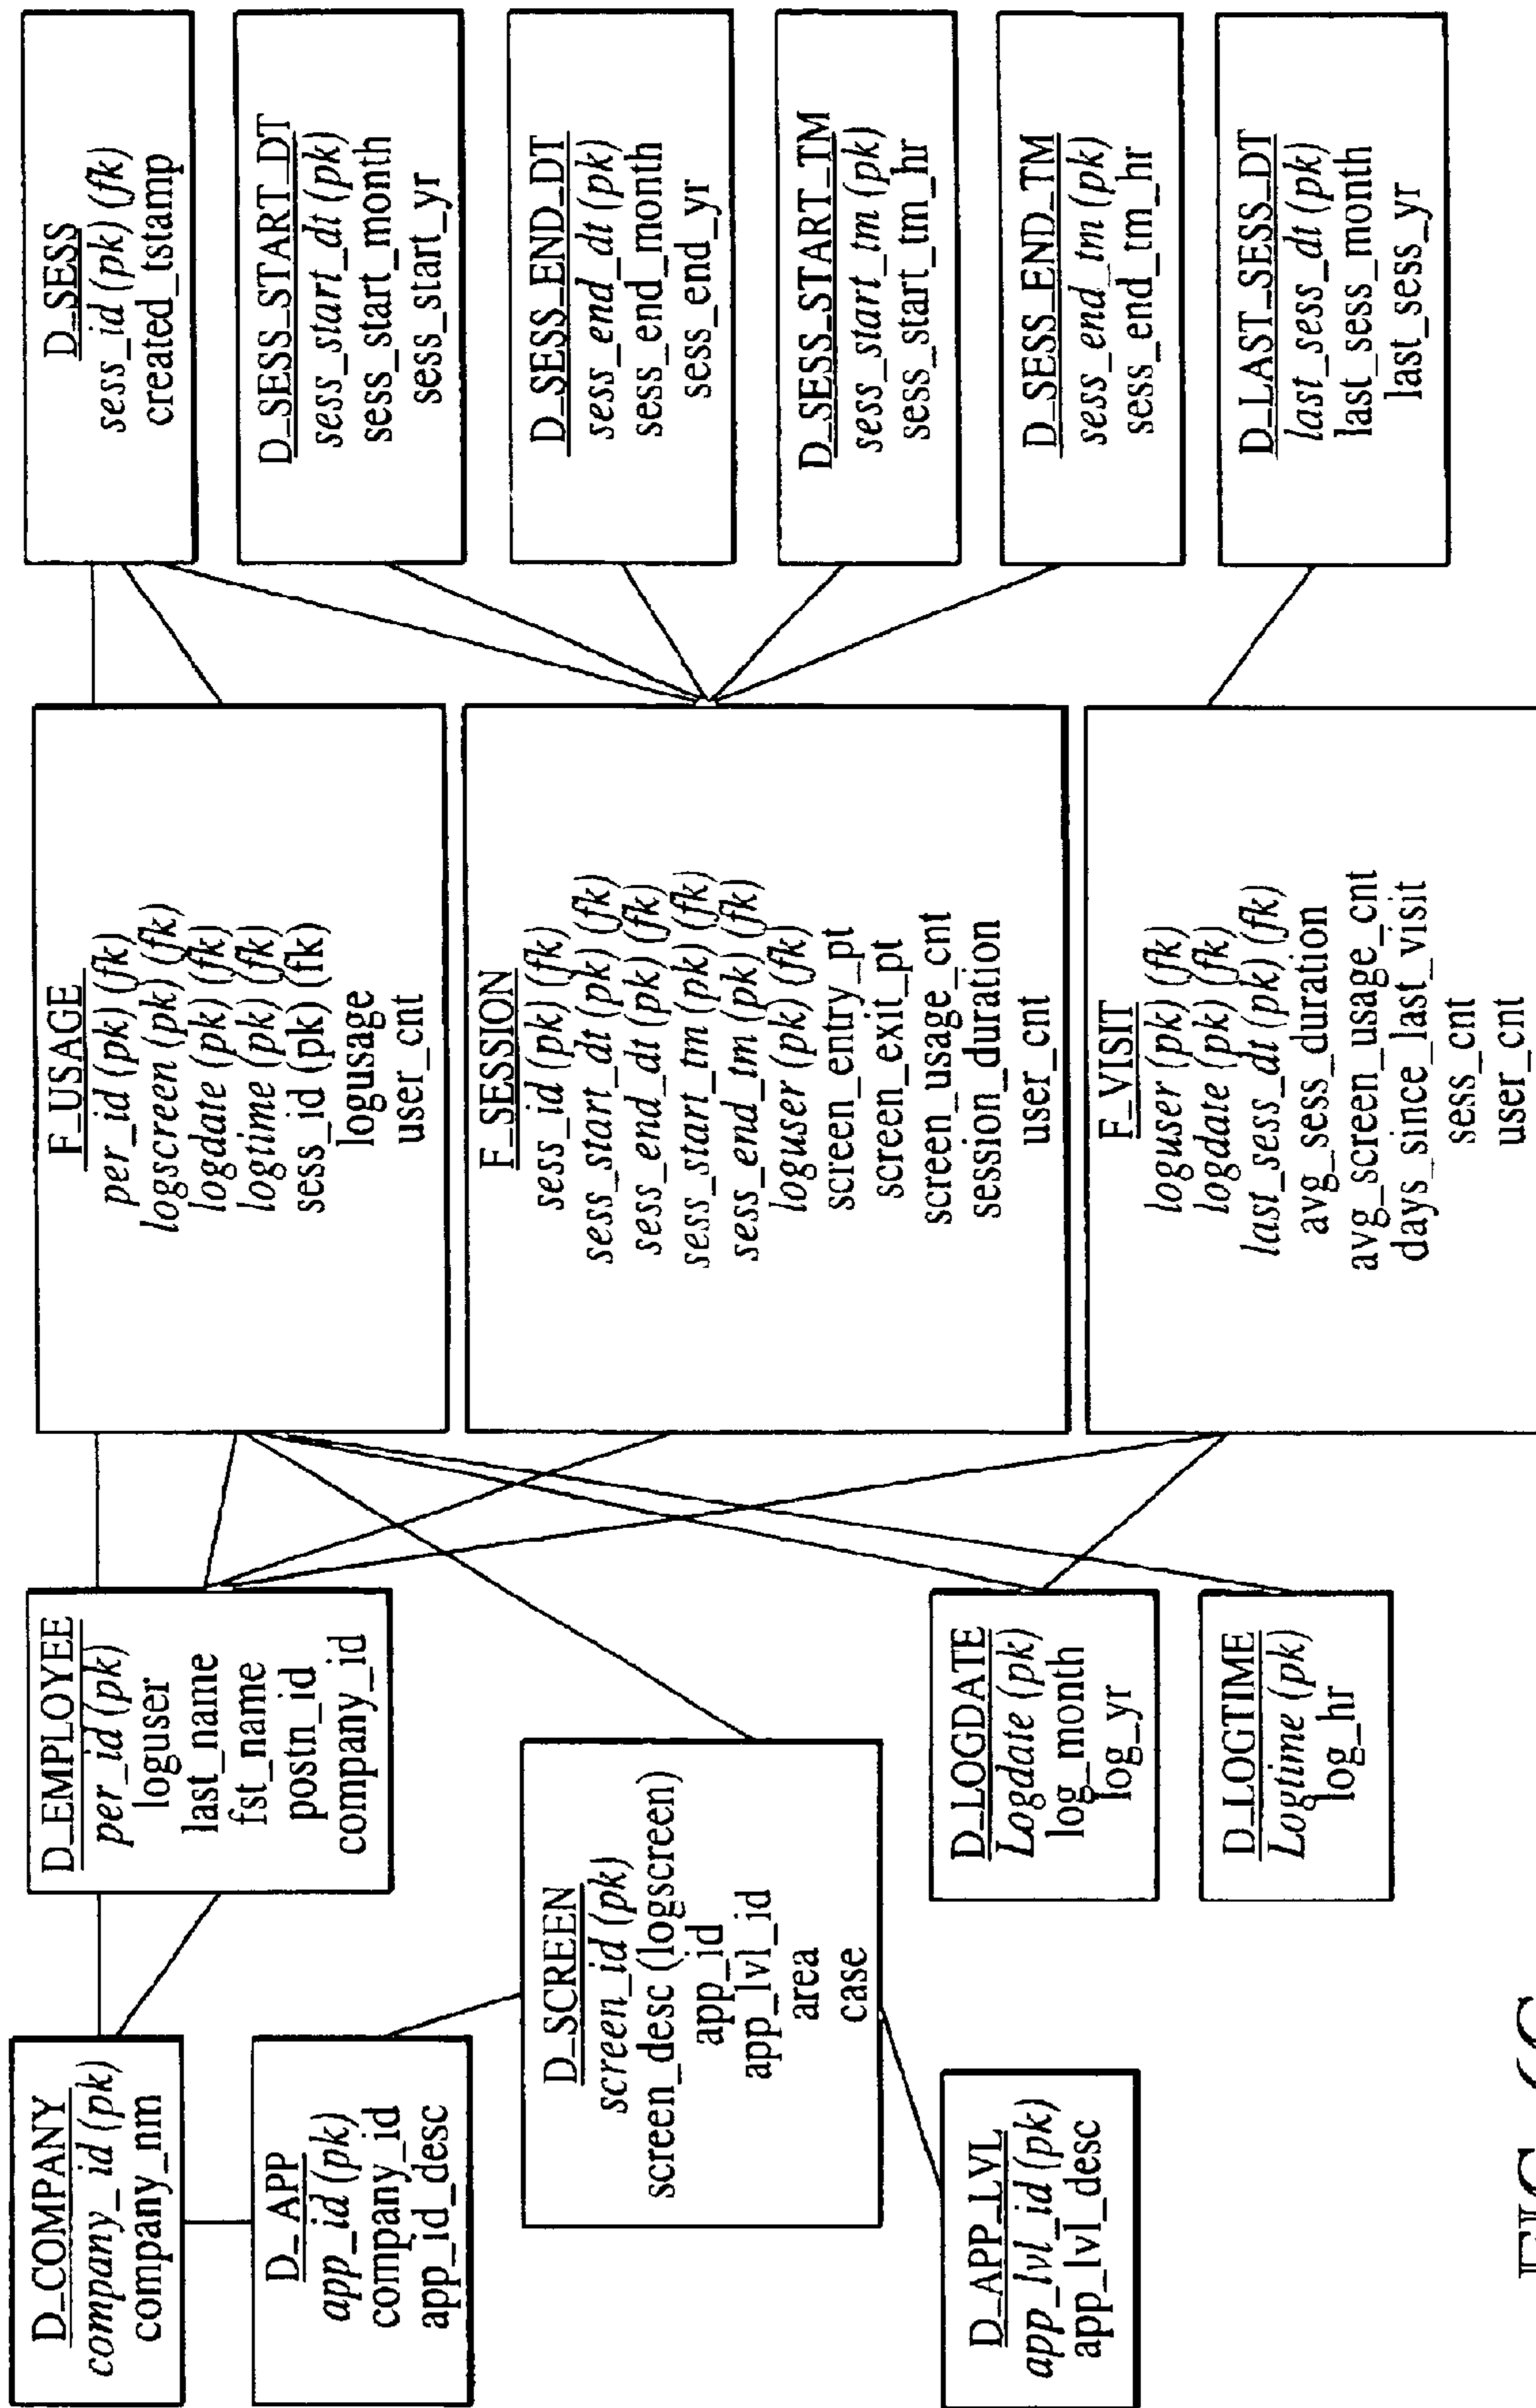 D_COMPANY
company_id (pk)
company_nm
D_APP
app_id (pk)
company_id
app_id_desc
D_APP_LVL
app_lvl_id (pk)
app_lvl_desc
D_EMPLOYEE
per_id (pk)
loguser
last_name
fst_name
postn_id
company_id
D_SCREEN
screen_id (pk)
screen_desc (logscreen)
app_id
app_lvl_id
area
case
D_LOGDATE
Logdate (pk)
log_month
log_yr
D_LOGTIME
Logtime (pk)
log_hr
F_USAGE
per_id (pk) (fk)
logscreen (pk) (fk)
logdate (pk) (fk)
logtime (pk) (fk)
sess_id (pk) (fk)
logusage
user_cnt
F_SESSION
sess_id (pk) (fk)
sess_start_dt (pk) (fk)
sess_end_dt (pk) (fk)
sess_start_tm (pk) (fk)
sess_end_tm (pk) (fk)
loguser (pk) (fk)
screen_entry_pt
screen_exit_pt
screen_usage_cnt
session_duration
user_cnt
F_VISIT
loguser (pk) (fk)
logdate (pk) (fk)
last_sess_dt (pk) (fk)
avg_sess_duration
avg_screen_usage_cnt
days_since_last_visit
sess_cnt
user_cnt
D_SESS
sess_id (pk) (fk)
created_tstamp
D_SESS_START_DT
sess_start_dt (pk)
sess_start_month
sess_start_yr
D_SESS_END_DT
sess_end_dt (pk)
sess_end_month
sess_end_yr
D_SESS_START_TM
sess_start_tm (pk)
sess_start_tm_hr
D_SESS_END_TM
sess_end_tm (pk)
sess_end_tm_hr
D_LAST_SESS_DT
last_sess_dt (pk)
last_sess_month
last_sess_yr